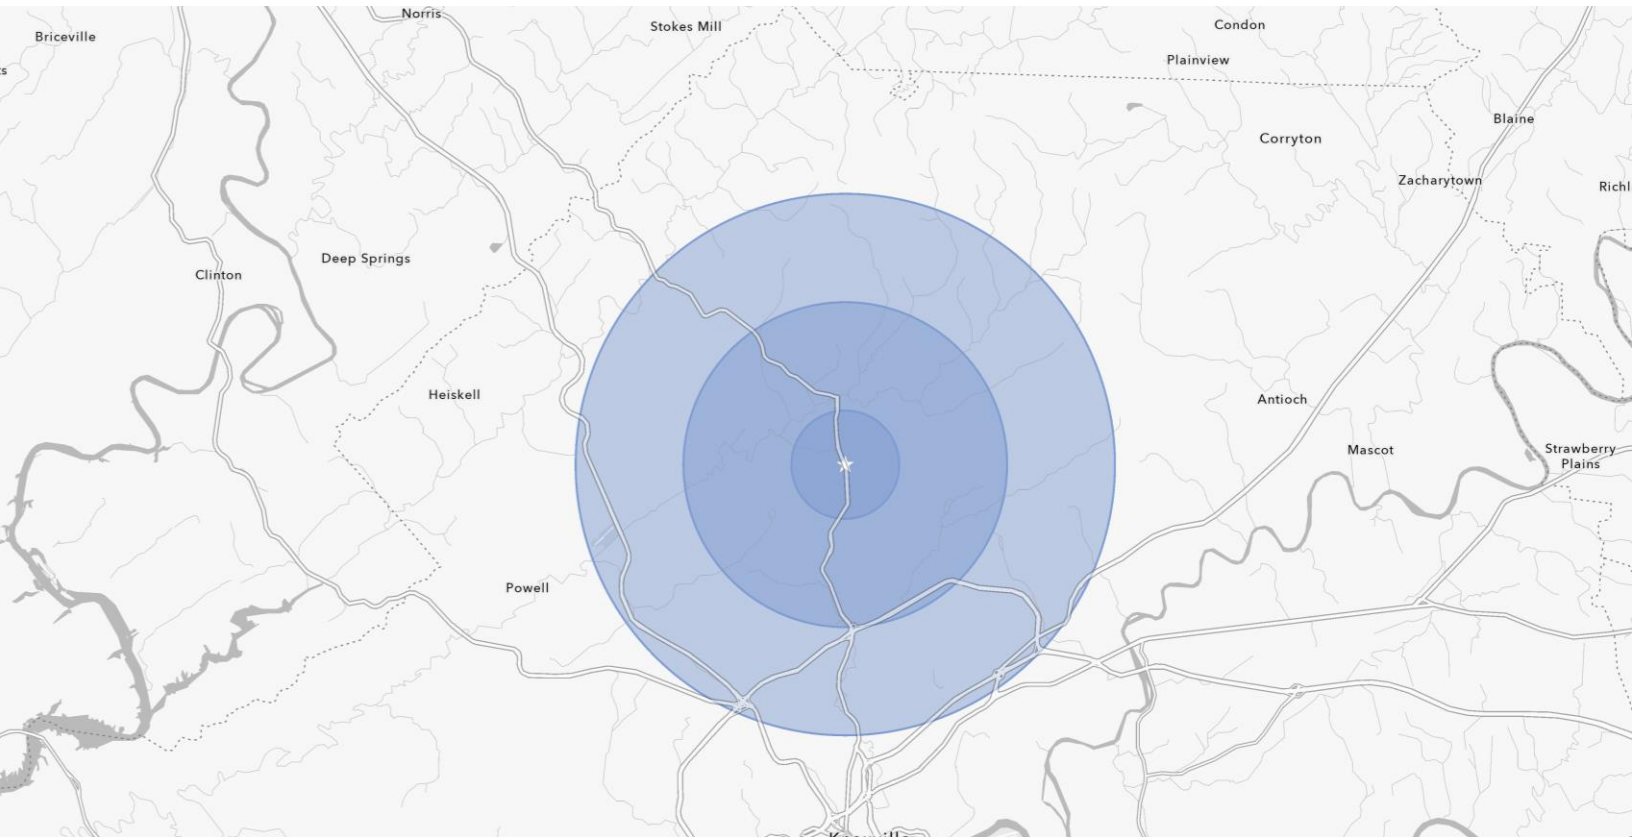 Norris
Stokes Mill
Condon
Briceville
Plainview
Blaine
Corryton
Zacharytown
Deep Springs
Clinton
Heiskell
Antioch
Mascot
Strawberry
Plains
Powell